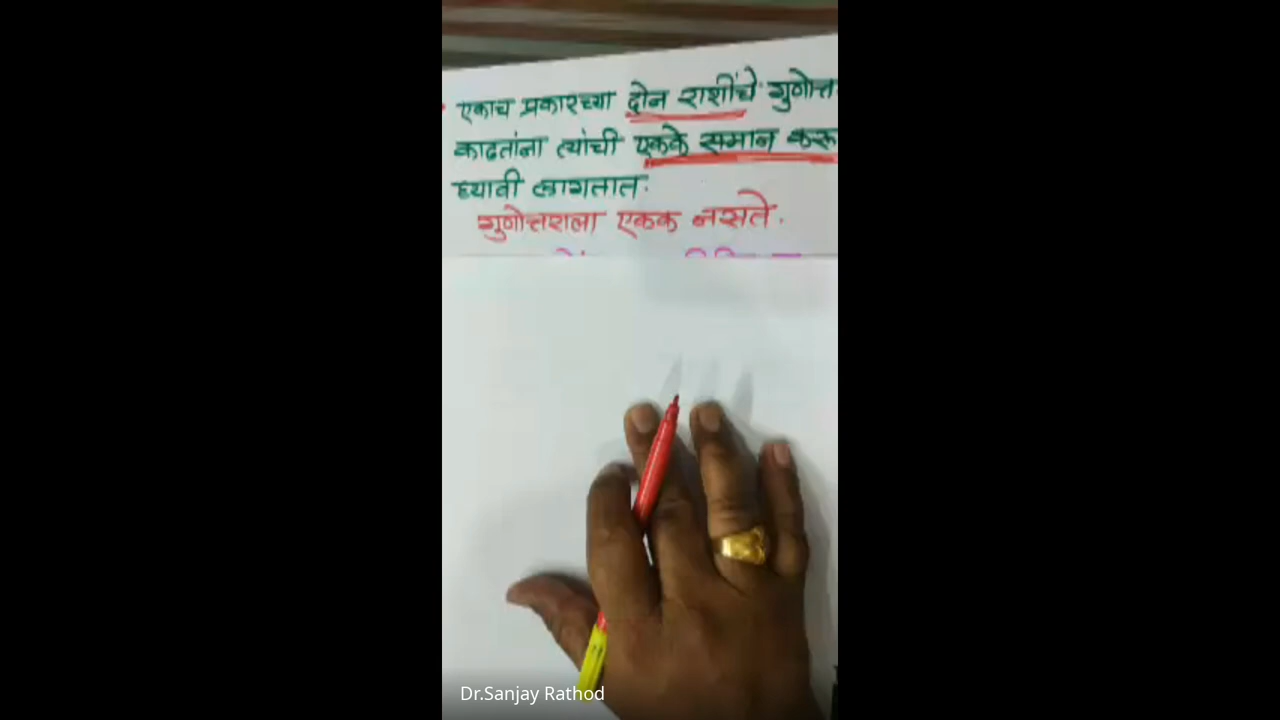 एकाच प्रकारच्या दोन राशींचे गुणोत्त
काढतांना त्यांची एकके समान करू
घ्यावी लागतात.
गुणोत्तराला एकक नसते.
Dr.Sanjay Rathod